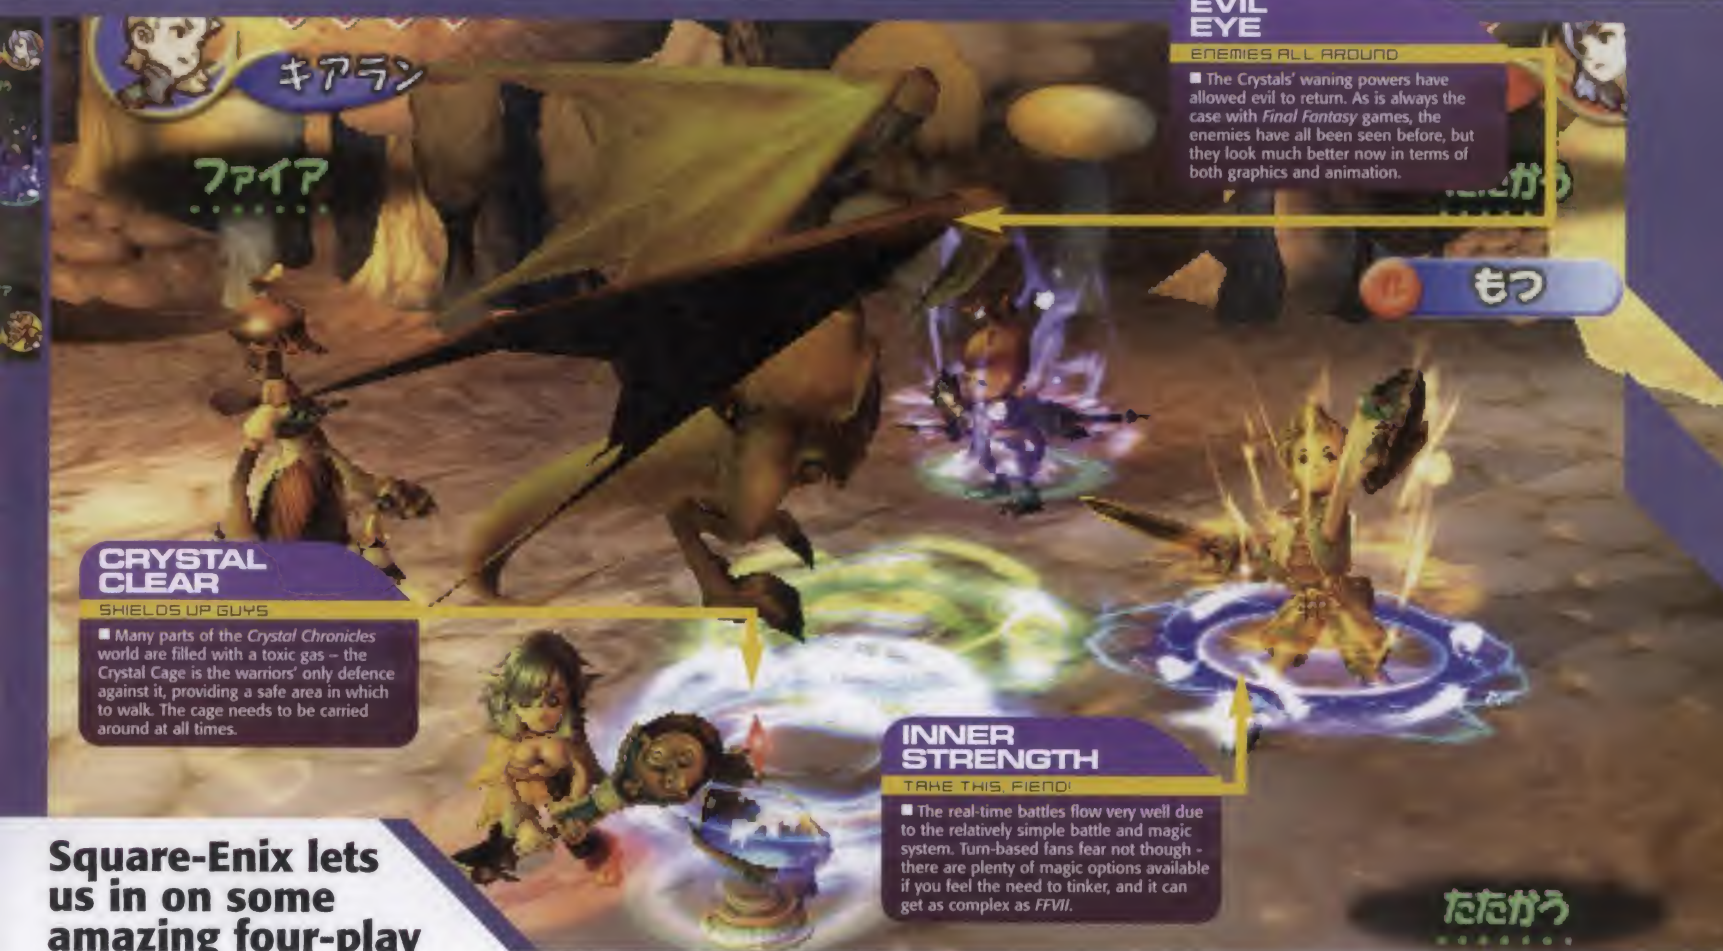 キアラン
ファイア
EVIL
EYE
ENEMIES ALL AROUND
The Crystals' waning powers have
allowed evil to return. As is always the
case with Final Fantasy games, the
enemies have all been seen before, but
they look much better now in terms of
both graphics and animation.
たたかう
もつ
CRYSTAL
CLEAR
SHIELDS UP GUYS
Many parts of the Crystal Chronicles
world are filled with a toxic gas – the
Crystal Cage is the warriors' only defence
against it, providing a safe area in which
to walk. The cage needs to be carried
around at all times.
INNER
STRENGTH
TAKE THIS, FIEND!
The real-time battles flow very well due
to the relatively simple battle and magic
system. Turn-based fans fear not though -
there are plenty of magic options available
if you feel the need to tinker, and it can
get as complex as FFVII.
Square-Enix lets
us in on some
amazing four-play
たたかう